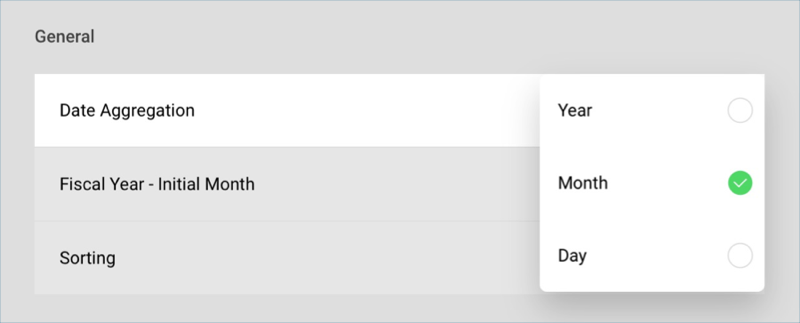 General
Date Aggregation
Year
Fiscal Year - Initial Month
Month
Sorting
Day